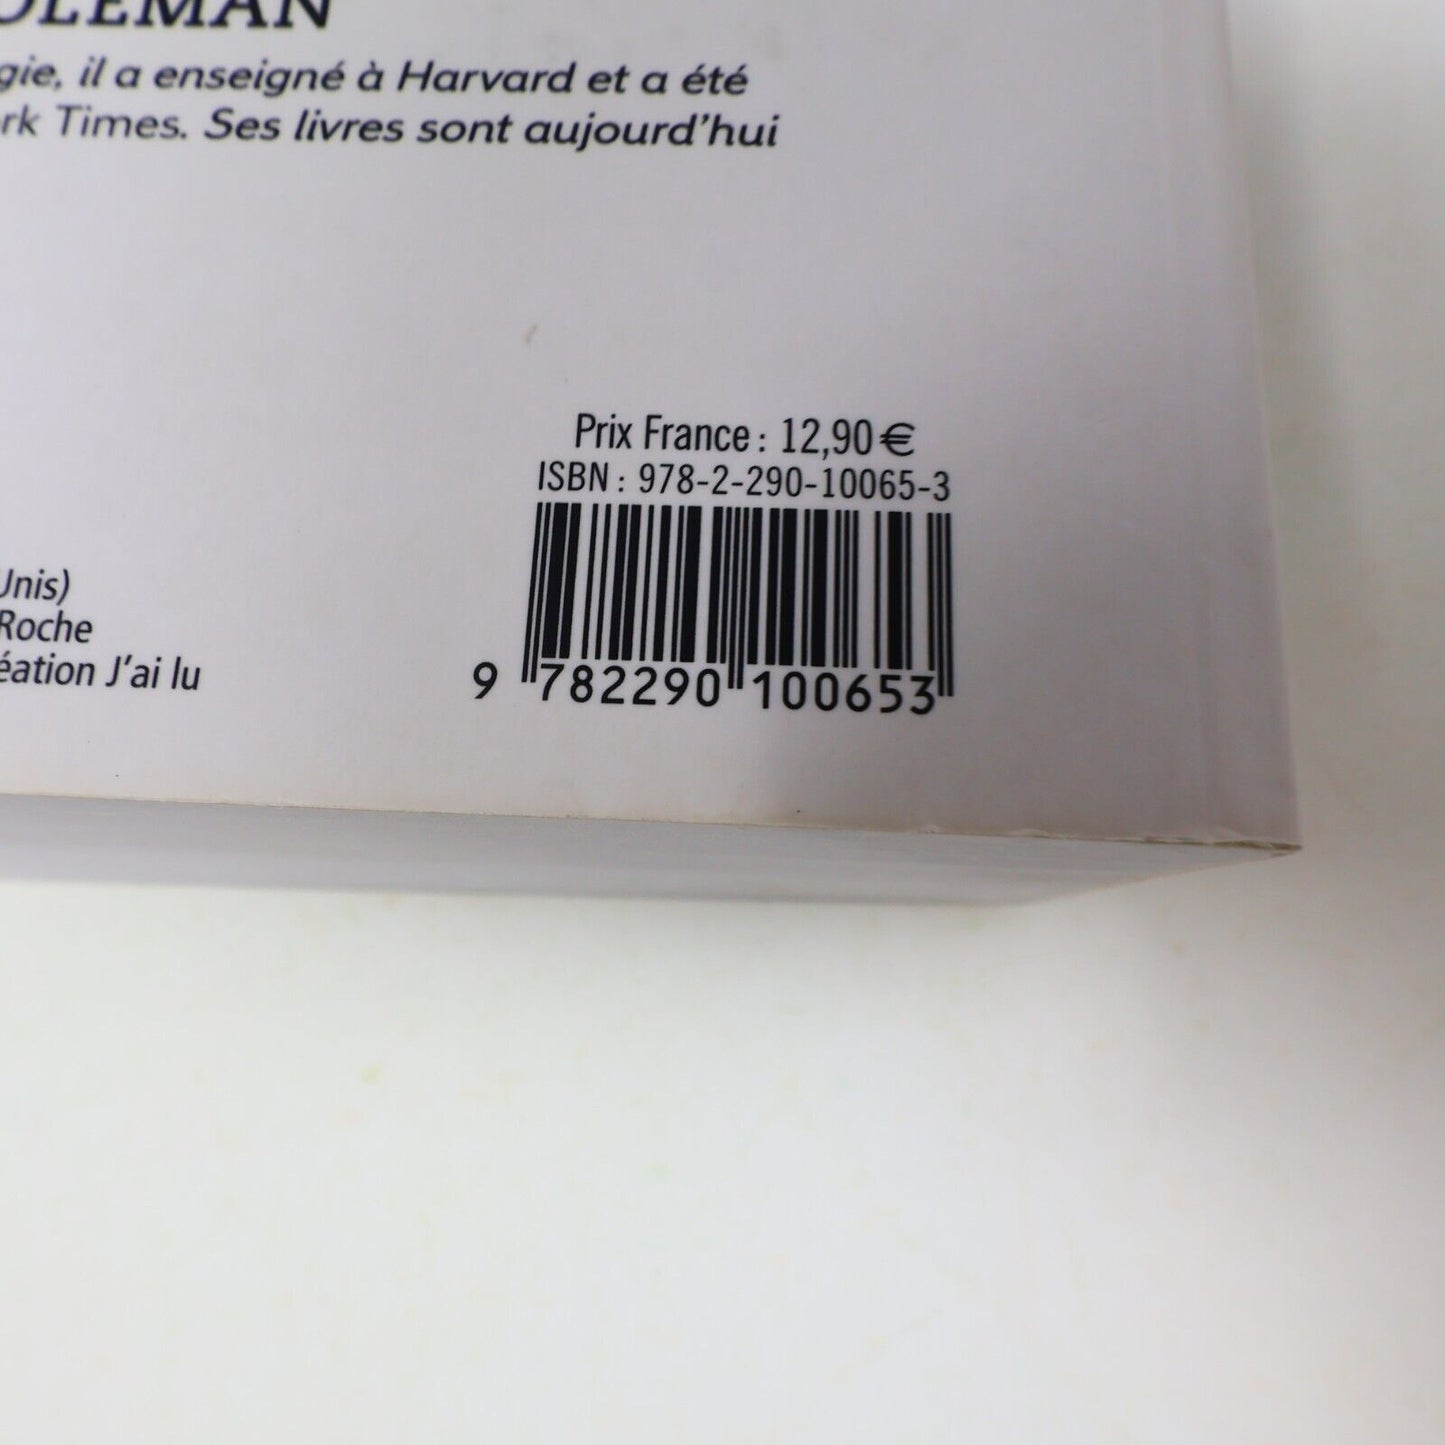 OLEMAN
gie, il a enseigné à Harvard et a été
rk Times. Ses livres sont aujourd'hui
Prix France : 12,90 €
ISBN : 978-2-290-10065-3
Unis)
Roche
éation J'ai lu
9 782290 100653